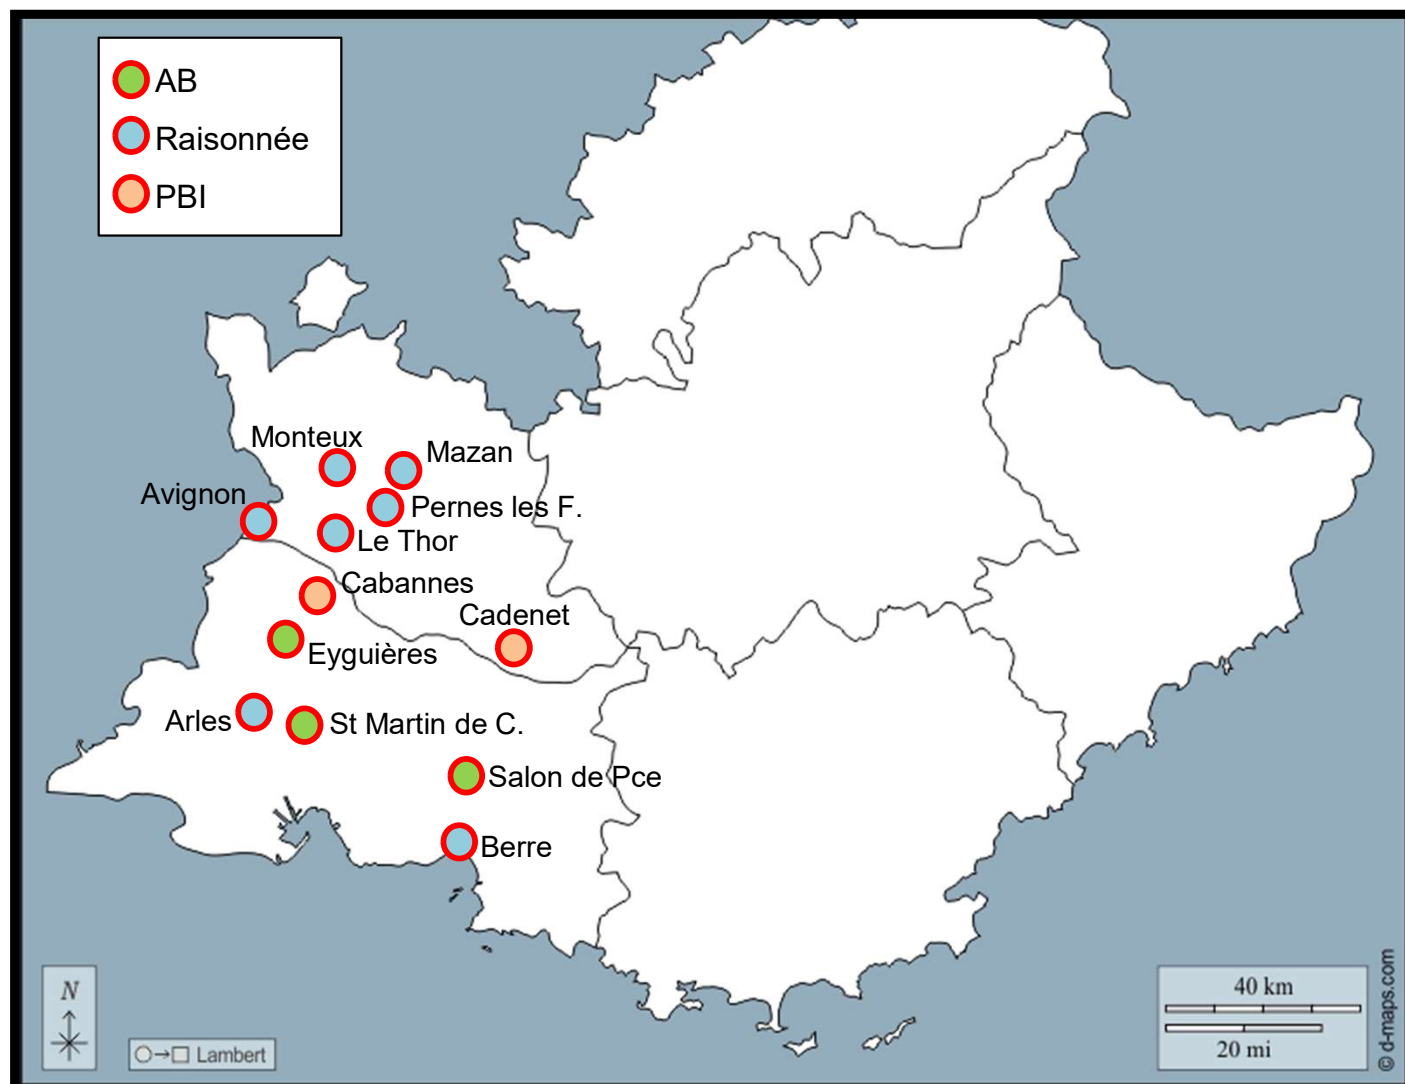 AB
Raisonnée
PBI
Monteux
Mazan
Avignon
Pernes les F.
Le Thor
Cabannes
Cadenet
Eyguières
Arles
St Martin de C.
Salon de Pce
Berre
N
Lambert
40 km
20 mi
© d-maps.com